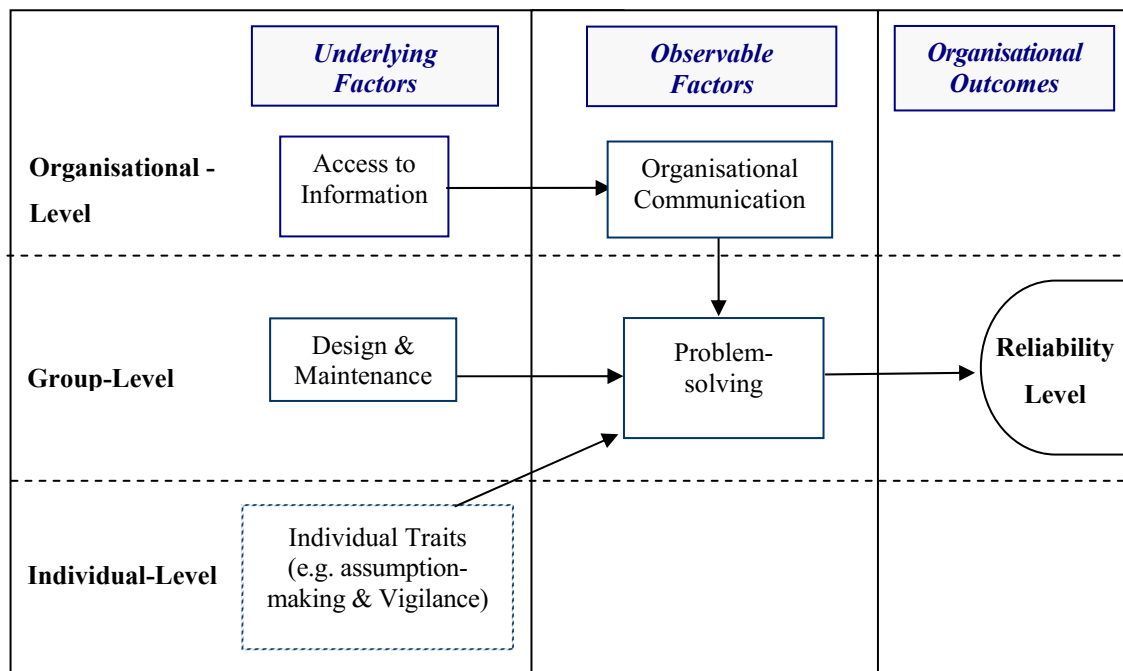 Underlying
Factors
Observable
Factors
Organisational
Outcomes
Organisational -
Level
Access to
Information
Organisational
Communication
Group-Level
Design &
Maintenance
Problem-
solving
Reliability
Level
Individual-Level
Individual Traits
(e.g. assumption-
making & Vigilance)